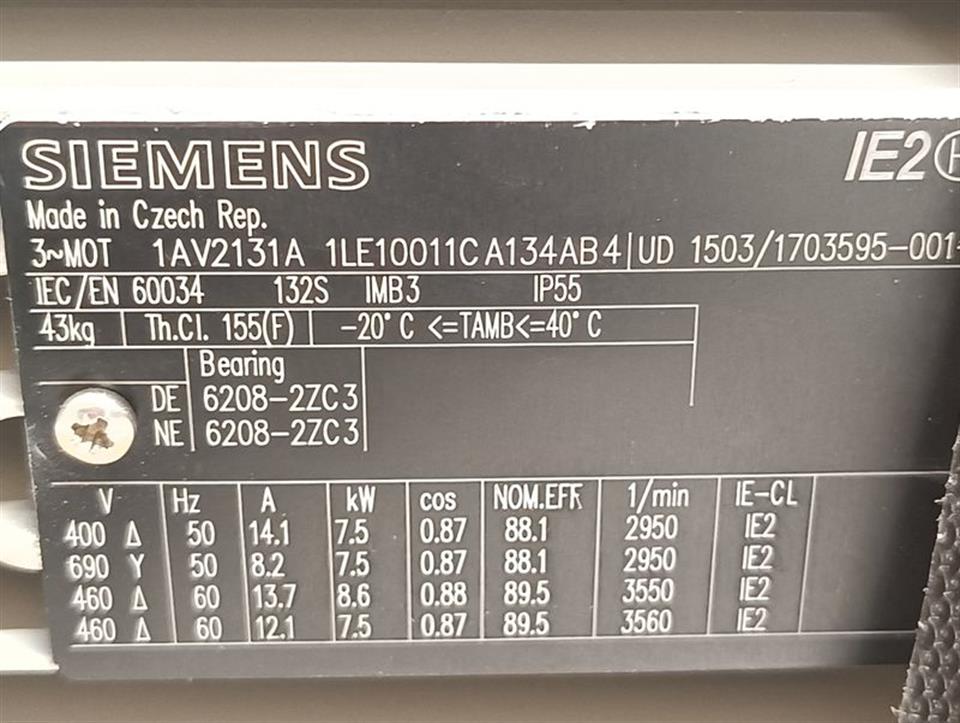 SIEMENS IE2 H
Made in Czech Rep.
3~MOT 1AV2131A 1LE10011CA134AB4 UD 1503/1703595-001-
IEC/EN 60034 132S IMB3 IP55
43kg Th.Cl. 155(F) -20°C <=TAMB<=40°C
Bearing
DE 6208-2ZC3
NE 6208-2ZC3
V Hz A kW cos NOM.EFF 1/min IE-CL
400 Δ 50 14.1 7.5 0.87 88.1 2950 IE2
690 Y 50 8.2 7.5 0.87 88.1 2950 IE2
460 Δ 60 13.7 8.6 0.88 89.5 3550 IE2
460 Δ 60 12.1 7.5 0.87 89.5 3560 IE2